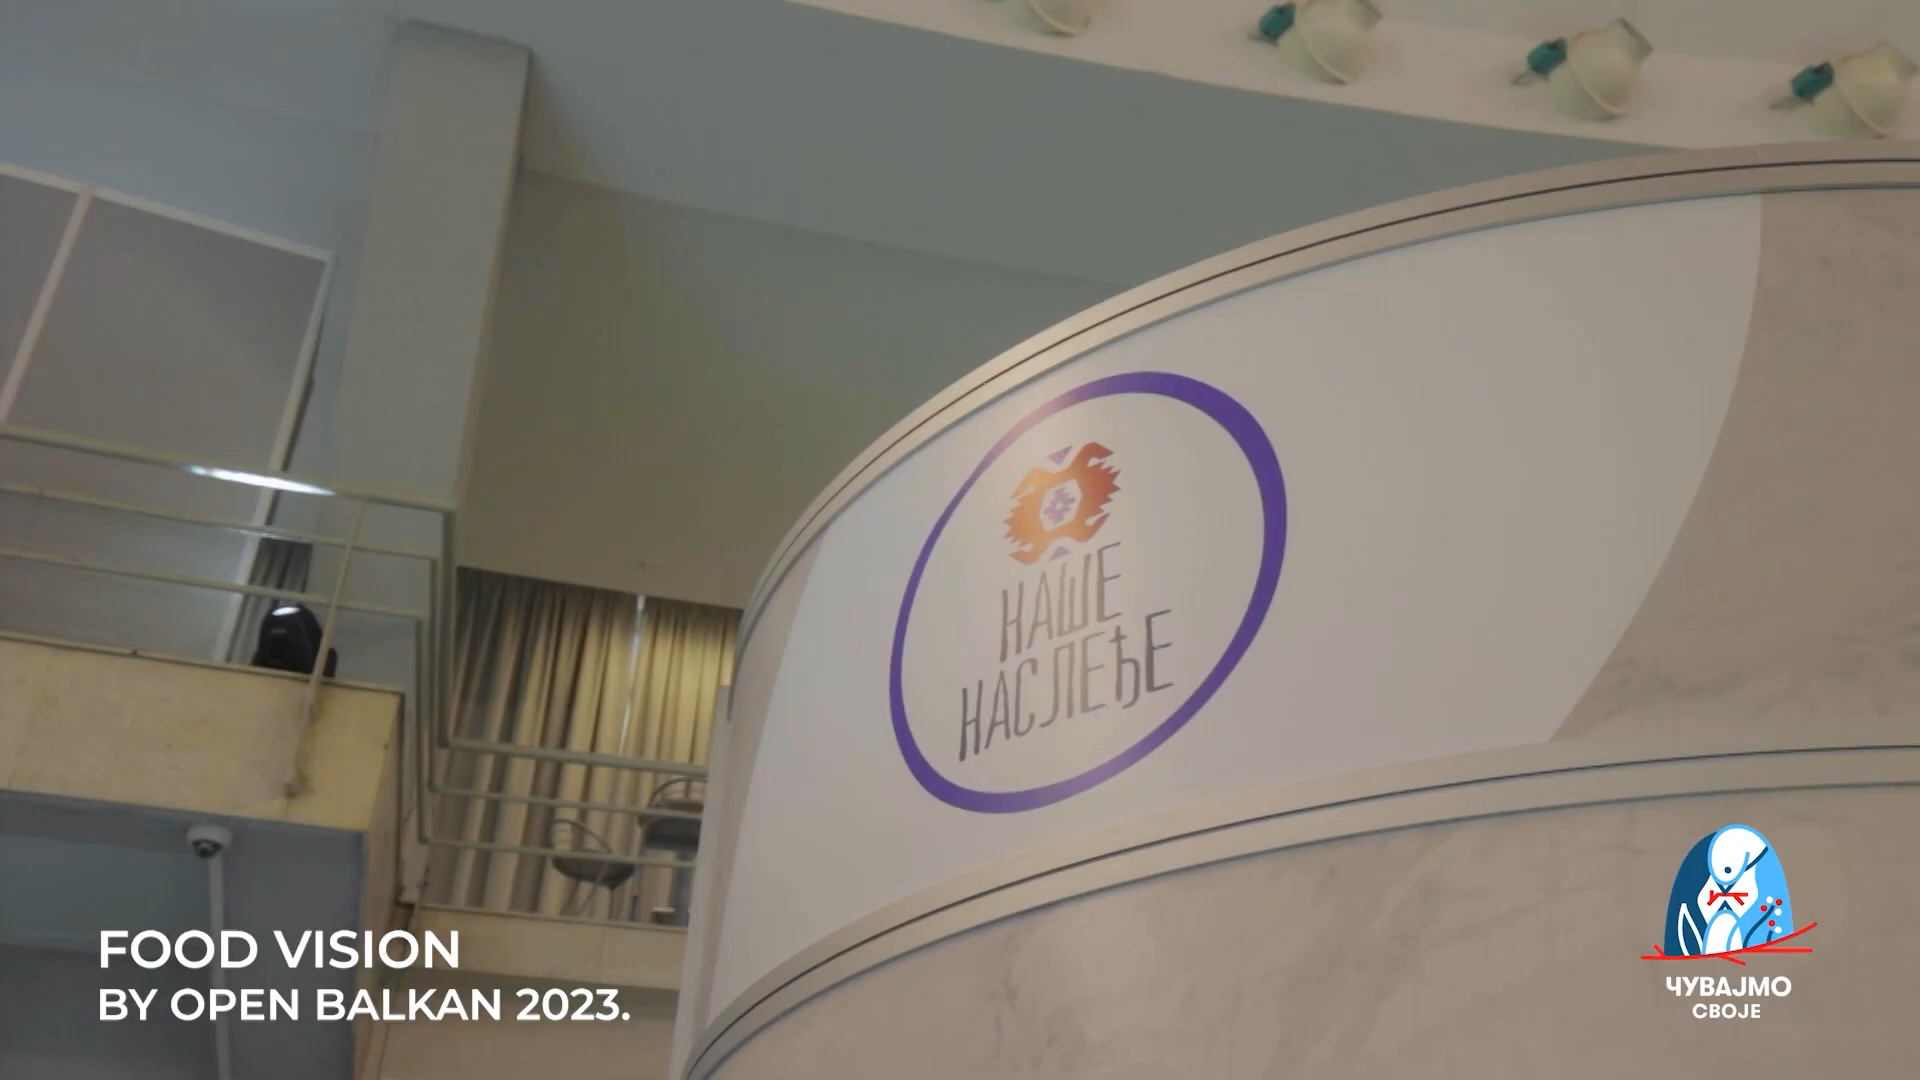 НАШЕ
НАСЛЕЂЕ
FOOD VISION
BY OPEN BALKAN 2023.
ЧУВАЈМО
СВОЈЕ